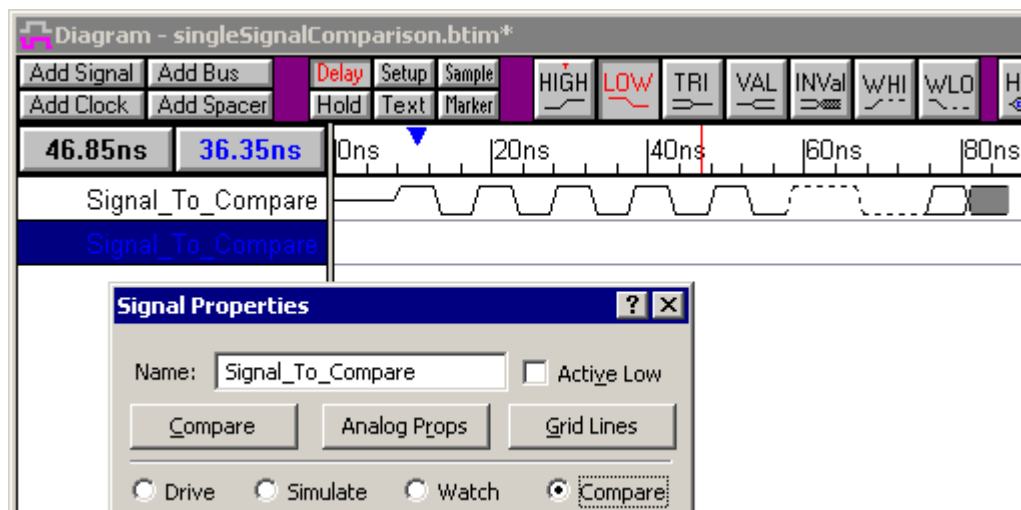 Diagram - singleSignalComparison.btim*
Add Signal Add Bus Delay Setup Sample HIGH LOW TRI VAL INVal WHI WLO H
Add Clock Add Spacer Hold Text Marker
46.85ns 36.35ns 0ns 20ns 40ns 60ns 80ns
Signal_To_Compare
Signal_To_Compare
Signal Properties ? X
Name: Signal_To_Compare Active Low
Compare Analog Props Grid Lines
Drive Simulate Watch Compare